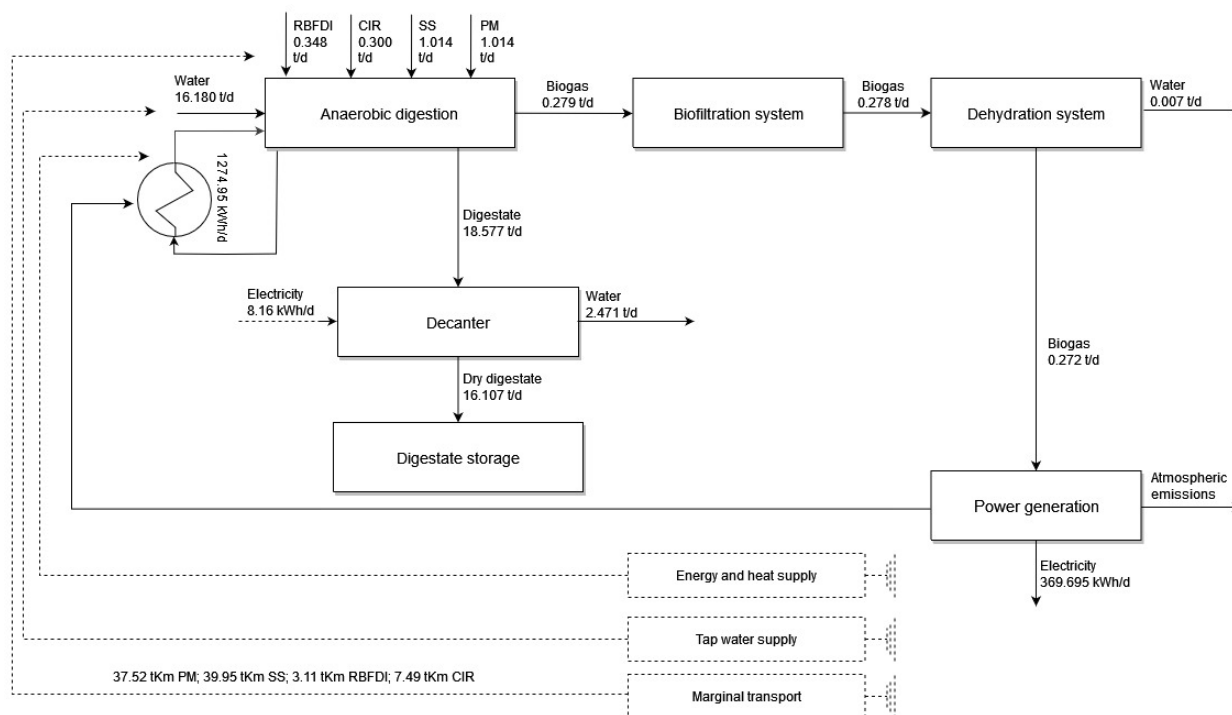 RBFDI
0.348
t/d
CIR
0.300
t/d
SS
1.014
t/d
PM
1.014
t/d
Water
16.180 t/d
Anaerobic digestion
Biogas
0.279 t/d
Biofiltration system
Biogas
0.278 t/d
Dehydration system
Water
0.007 t/d
1274.95 kWh/d
Digestate
18.577 t/d
Electricity
8.16 kWh/d
Decanter
Water
2.471 t/d
Biogas
0.272 t/d
Dry digestate
16.107 t/d
Digestate storage
Power generation
Atmospheric
emissions
Electricity
369.695 kWh/d
Energy and heat supply
Tap water supply
37.52 tKm PM; 39.95 tKm SS; 3.11 tKm RBFDI; 7.49 tKm CIR
Marginal transport